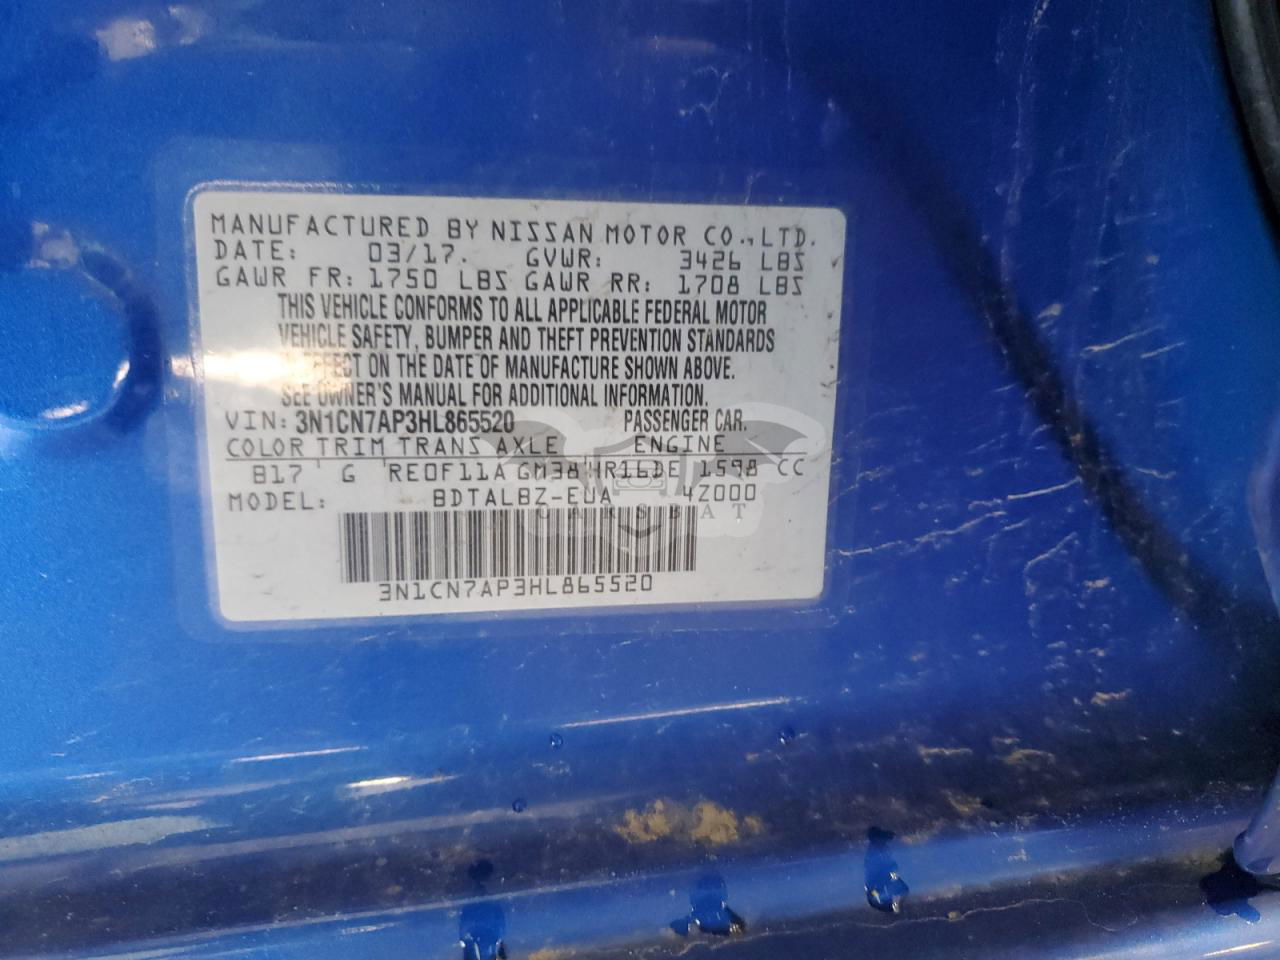 MANUFACTURED BY NISSAN MOTOR CO., LTD.
DATE: 03/17. GVWR: 3426 LBS
GAWR FR: 1750 LBS GAWR RR: 1708 LBS
THIS VEHICLE CONFORMS TO ALL APPLICABLE FEDERAL MOTOR
VEHICLE SAFETY, BUMPER AND THEFT PREVENTION STANDARDS
EFFECT ON THE DATE OF MANUFACTURE SHOWN ABOVE.
SEE OWNER'S MANUAL FOR ADDITIONAL INFORMATION.
VIN: 3N1CN7AP3HL865520 PASSENGER CAR.
COLOR TRIM TRANS AXLE ENGINE
B17 G RE0F11A GM38 HR16DE 1598 CC
MODEL: BDTALBZ-EUA 4Z000
CARSBAT
3N1CN7AP3HL865520